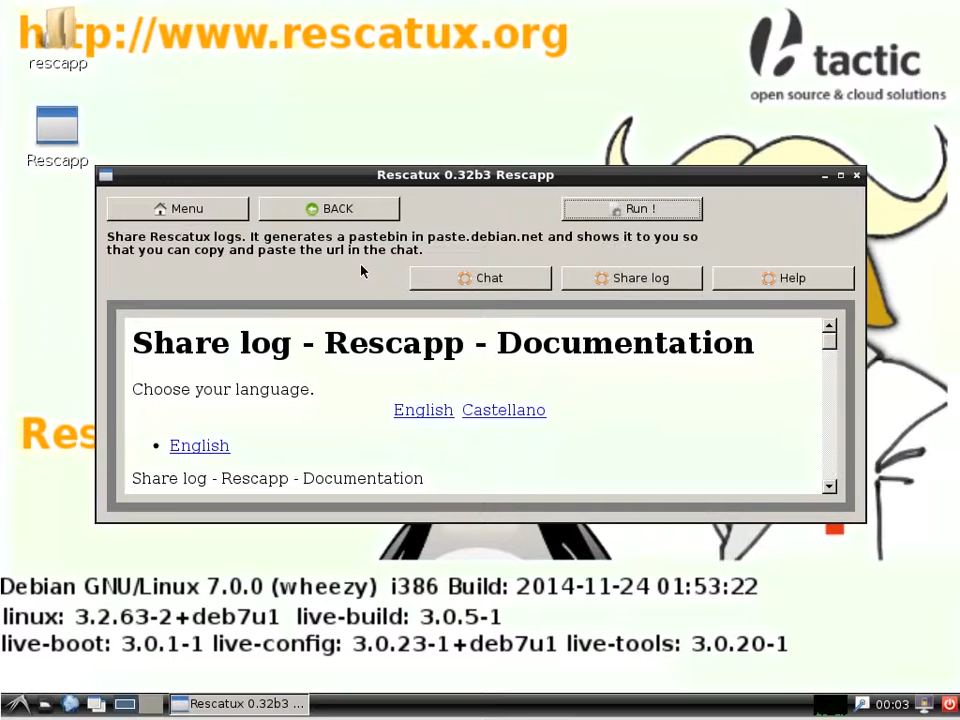 http://www.rescatux.org
rescapp
tactic
open source & cloud solutions
Rescapp
Rescatux 0.32b3 Rescapp
Menu
BACK
Run !
Share Rescatux logs. It generates a pastebin in paste.debian.net and shows it to you so
that you can copy and paste the url in the chat.
Chat
Share log
Help
Share log - Rescapp - Documentation
Choose your language.
English Castellano
• English
Share log - Rescapp - Documentation
Res
Debian GNU/Linux 7.0.0 (wheezy) i386 Build: 2014-11-24 01:53:22
linux: 3.2.63-2+deb7u1 live-build: 3.0.5-1
live-boot: 3.0.1-1 live-config: 3.0.23-1+deb7u1 live-tools: 3.0.20-1
Rescatux 0.32b3 ...
00:03